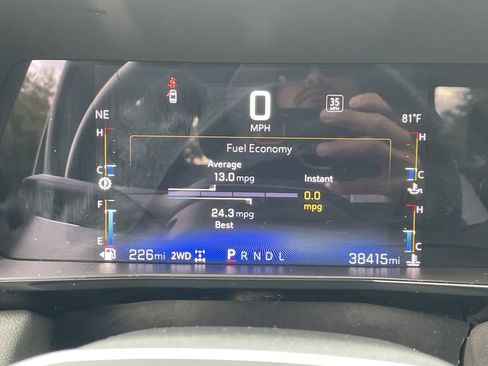 0
MPH
35
MPH
NE
81°F
H
C
H
C
Fuel Economy
Average
13.0 mpg
Instant
0.0
mpg
24.3 mpg
Best
F
E
H
C
226mi 2WD P R N D L 38415mi